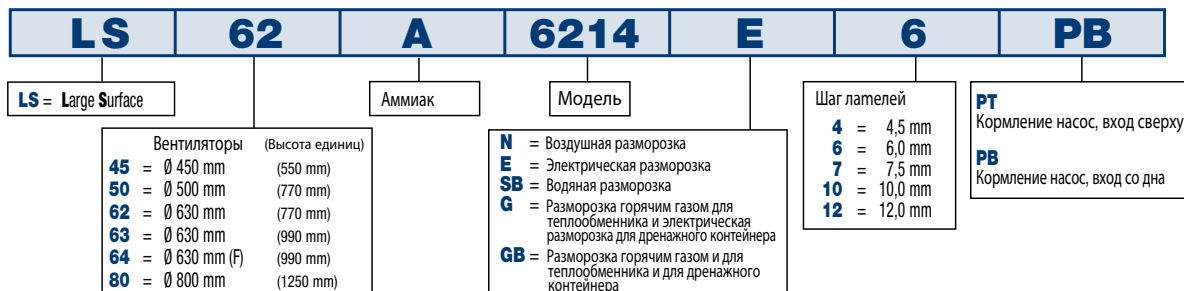 LS 62 A 6214 E 6 PB
LS = Large Surface
Вентиляторы (Высота единиц)
45 = Ø 450 mm (550 mm)
50 = Ø 500 mm (770 mm)
62 = Ø 630 mm (770 mm)
63 = Ø 630 mm (990 mm)
64 = Ø 630 mm (F) (990 mm)
80 = Ø 800 mm (1250 mm)
Аммиак
Модель
N = Воздушная разморозка
E = Электрическая разморозка
SB = Водяная разморозка
G = Разморозка горячим газом для
теплообменника и электрическая
разморозка для дренажного контейнера
GB = Разморозка горячим газом и для
теплообменника и для дренажного
контейнера
Шаг лamелей
4 = 4,5 mm
6 = 6,0 mm
7 = 7,5 mm
10 = 10,0 mm
12 = 12,0 mm
PT
Кормление насос, вход сверху
PB
Кормление насос, вход со дна